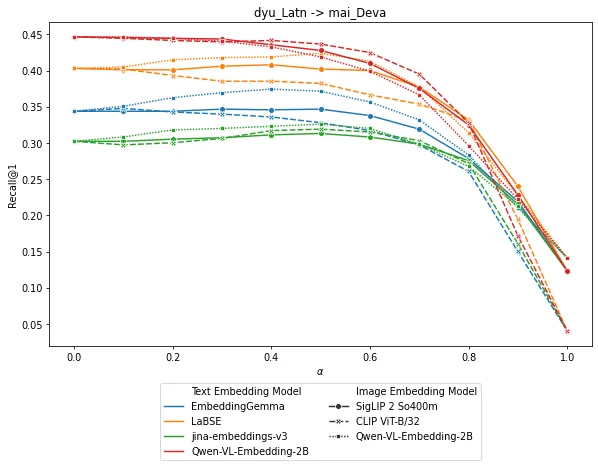 dyu_Latn -> mai_Deva
Recall@1
0.45
0.40
0.35
0.30
0.25
0.20
0.15
0.10
0.05
0.0 0.2 0.4 0.6 0.8 1.0
α
Text Embedding Model
EmbeddingGemma
LaBSE
jina-embeddings-v3
Qwen-VL-Embedding-2B
Image Embedding Model
SigLIP 2 So400m
CLIP ViT-B/32
Qwen-VL-Embedding-2B